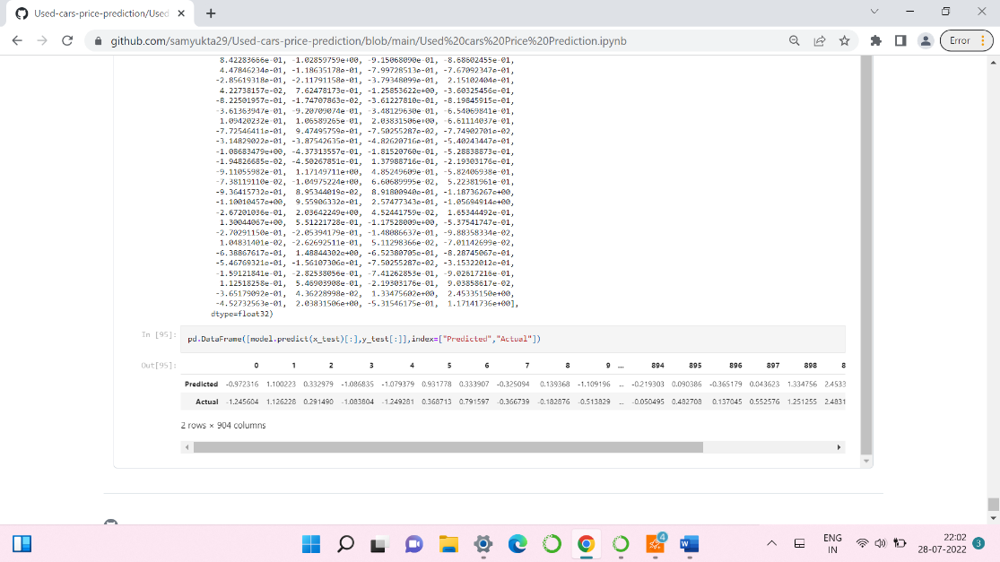 Used-cars-price-prediction/Used
github.com/samyukta29/Used-cars-price-prediction/blob/main/Used%20cars%20Price%20Prediction.ipynb
Error
8.42283666e-01, -1.02859759e+00, -9.15068090e-01, -8.68602455e-01,
4.47846234e-01, -1.18635178e-01, -7.99728513e-01, -7.67092347e-01,
-2.85619318e-01, -2.11791158e-01, -3.79348099e-01, 2.15102404e-01,
4.22738157e-02, 7.62478173e-01, -1.25853622e+00, -3.60325456e-01,
-8.22501957e-01, -1.74707863e-02, -3.61227810e-01, -8.19845915e-01,
-3.61363947e-01, -9.20709074e-01, -3.48129630e-01, -6.54069841e-01,
1.09420232e-01, 1.06589265e-01, 2.03831506e+00, -6.61114037e-01,
-7.72546411e-01, 9.47495759e-01, -7.50255287e-02, -7.74902701e-02,
-3.14829022e-01, -3.87542635e-01, -4.82620716e-01, -5.40243447e-01,
-1.08683479e+00, -4.37313557e-01, -1.81520760e-01, -5.28838873e-01,
-1.94826685e-02, -4.50267851e-01, 1.37988716e-01, -2.19303176e-01,
-9.11055982e-01, 1.17149711e+00, 4.85249609e-01, -5.82406938e-01,
-7.38119110e-02, -1.04975224e+00, 6.60689995e-02, 5.22381961e-01,
-9.36415732e-01, 8.95344019e-02, 8.91800940e-01, -1.18736267e+00,
-1.10010457e+00, 9.55906332e-01, 2.57477343e-01, -1.05694914e+00,
-2.67201036e-01, 2.03642249e+00, 4.52441759e-02, 1.65344492e-01,
1.30044067e+00, 5.51221728e-01, -1.17528009e+00, -5.37541747e-01,
-2.70291150e-01, -2.05394179e-01, -1.48086637e-01, -9.88358334e-02,
1.04831401e-02, -2.62692511e-01, 5.11298366e-02, -7.01142699e-02,
-6.38867617e-01, 1.48844302e+00, -6.52380705e-01, -8.28745067e-01,
-5.46769321e-01, -1.56107306e-01, -7.50255287e-02, -3.15322012e-01,
-1.59121841e-01, -2.82538056e-01, -7.41262853e-01, -9.02617216e-01,
1.12518258e-01, 5.46903908e-01, -2.19303176e-01, 9.03858617e-02,
-3.65179092e-01, 4.36228998e-02, 1.33475602e+00, 2.45335150e+00,
-4.52732563e-01, 2.03831506e+00, -5.31546175e-01, 1.17141736e+00],
dtype=float32)
In [95]: pd.DataFrame([model.predict(x_test)[:],y_test[:]],index=["Predicted","Actual"])
Out[95]: 0 1 2 3 4 5 6 7 8 9 ... 894 895 896 897 898 8
Predicted -0.972316 1.100223 0.332979 -1.086835 -1.079379 0.931778 0.333907 -0.325094 0.139368 -1.109196 ... -0.219303 0.090386 -0.365179 0.043623 1.334756 2.4533
Actual -1.245604 1.126228 0.291490 -1.083804 -1.249281 0.368713 0.791597 -0.366739 -0.182876 -0.513829 ... -0.050495 0.482708 0.137045 0.552576 1.251255 2.4831
2 rows × 904 columns
4
ENG
IN
22:02
28-07-2022
3